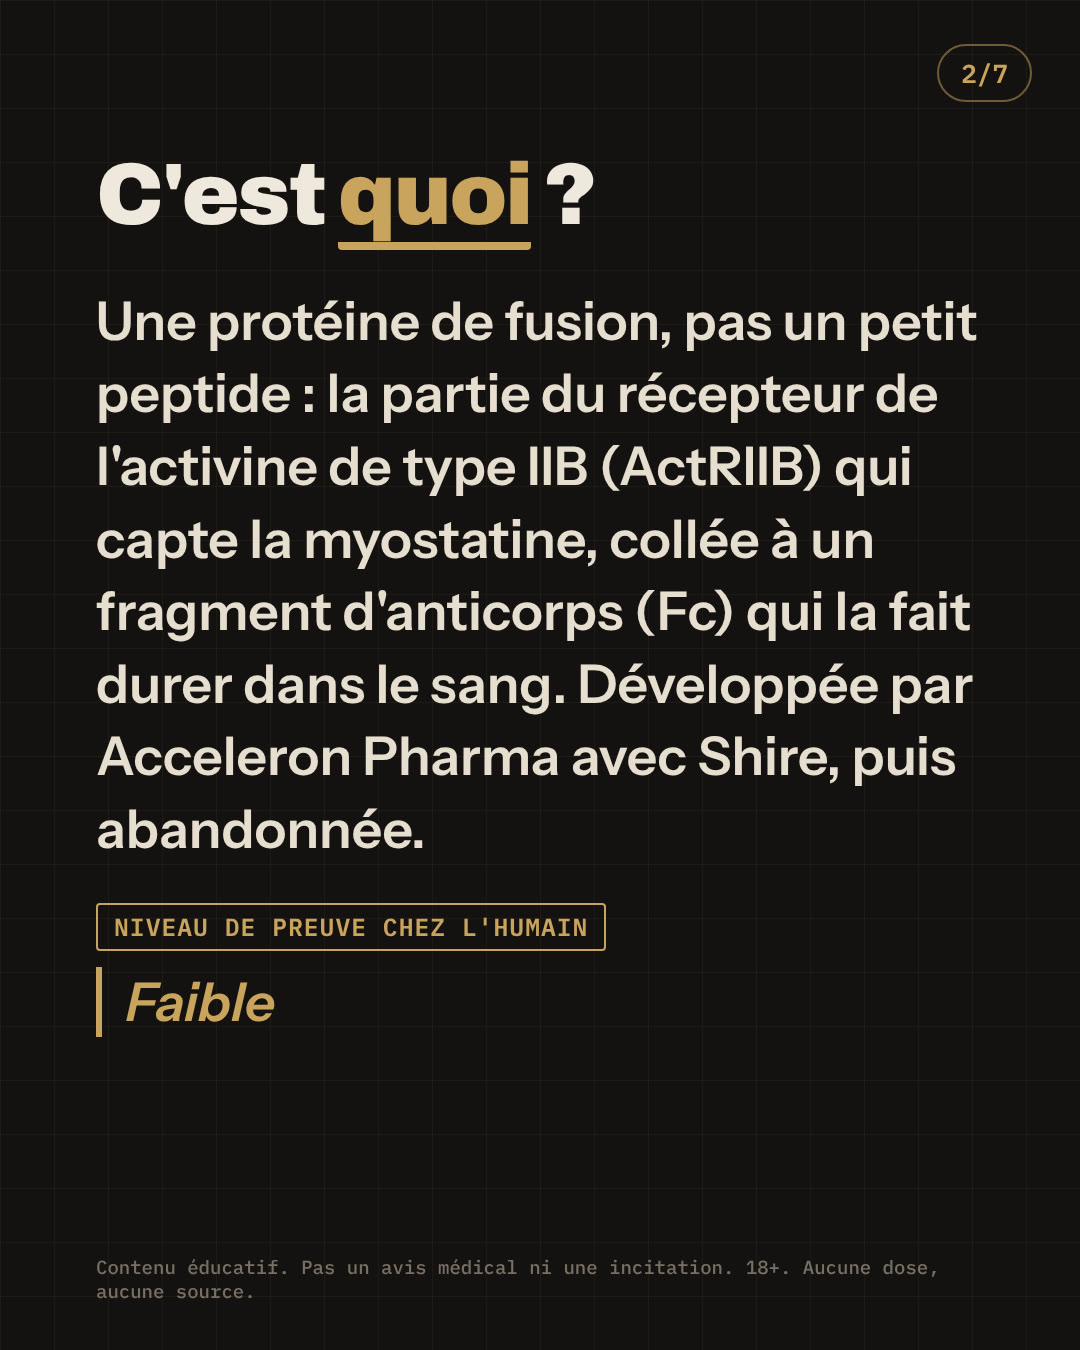 2/7
C'est quoi ?
Une protéine de fusion, pas un petit
peptide : la partie du récepteur de
l'activine de type IIB (ActRIIB) qui
capte la myostatine, collée à un
fragment d'anticorps (Fc) qui la fait
durer dans le sang. Développée par
Acceleron Pharma avec Shire, puis
abandonnée.
NIVEAU DE PREUVE CHEZ L'HUMAIN
Faible
Contenu éducatif. Pas un avis médical ni une incitation. 18+. Aucune dose,
aucune source.